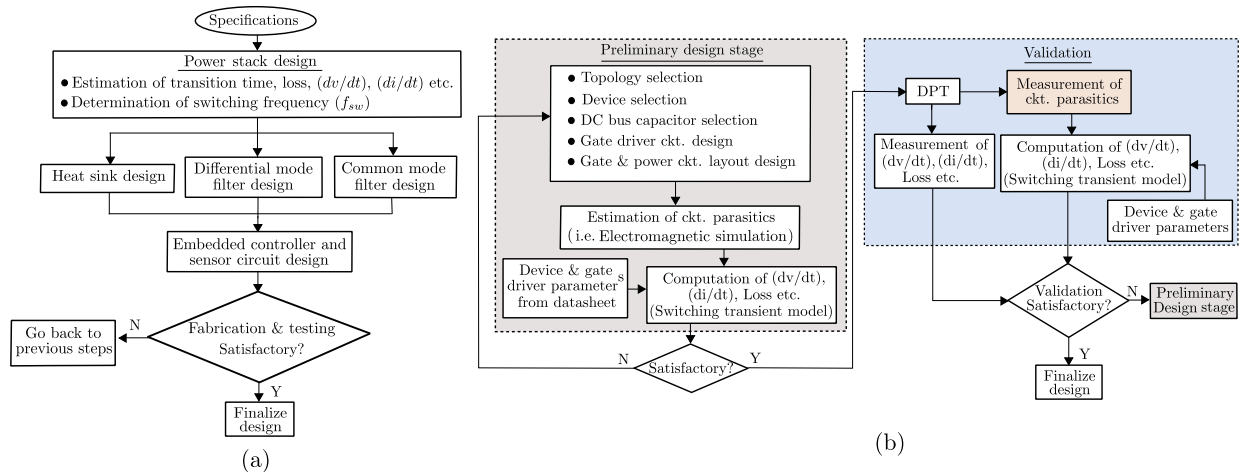 Specifications
Power stack design
● Estimation of transition time, loss, (dv/dt), (di/dt) etc.
● Determination of switching frequency (f_sw)
Heat sink design
Differential mode
filter design
Common mode
filter design
Embedded controller and
sensor circuit design
Fabrication & testing
Satisfactory?
N
Go back to
previous steps
Y
Finalize
design
(a)
Preliminary design stage
● Topology selection
● Device selection
● DC bus capacitor selection
● Gate driver ckt. design
● Gate & power ckt. layout design
Estimation of ckt. parasitics
(i.e. Electromagnetic simulation)
Device & gate
driver parameter s
from datasheet
Computation of (dv/dt),
(di/dt), Loss etc.
(Switching transient model)
N
Satisfactory?
Y
Validation
DPT
Measurement of
ckt. parasitics
Measurement of
(dv/dt), (di/dt),
Loss etc.
Computation of (dv/dt),
(di/dt), Loss etc.
(Switching transient model)
Device & gate
driver parameters
Validation
Satisfactory?
N
Preliminary
Design stage
Y
Finalize
design
(b)